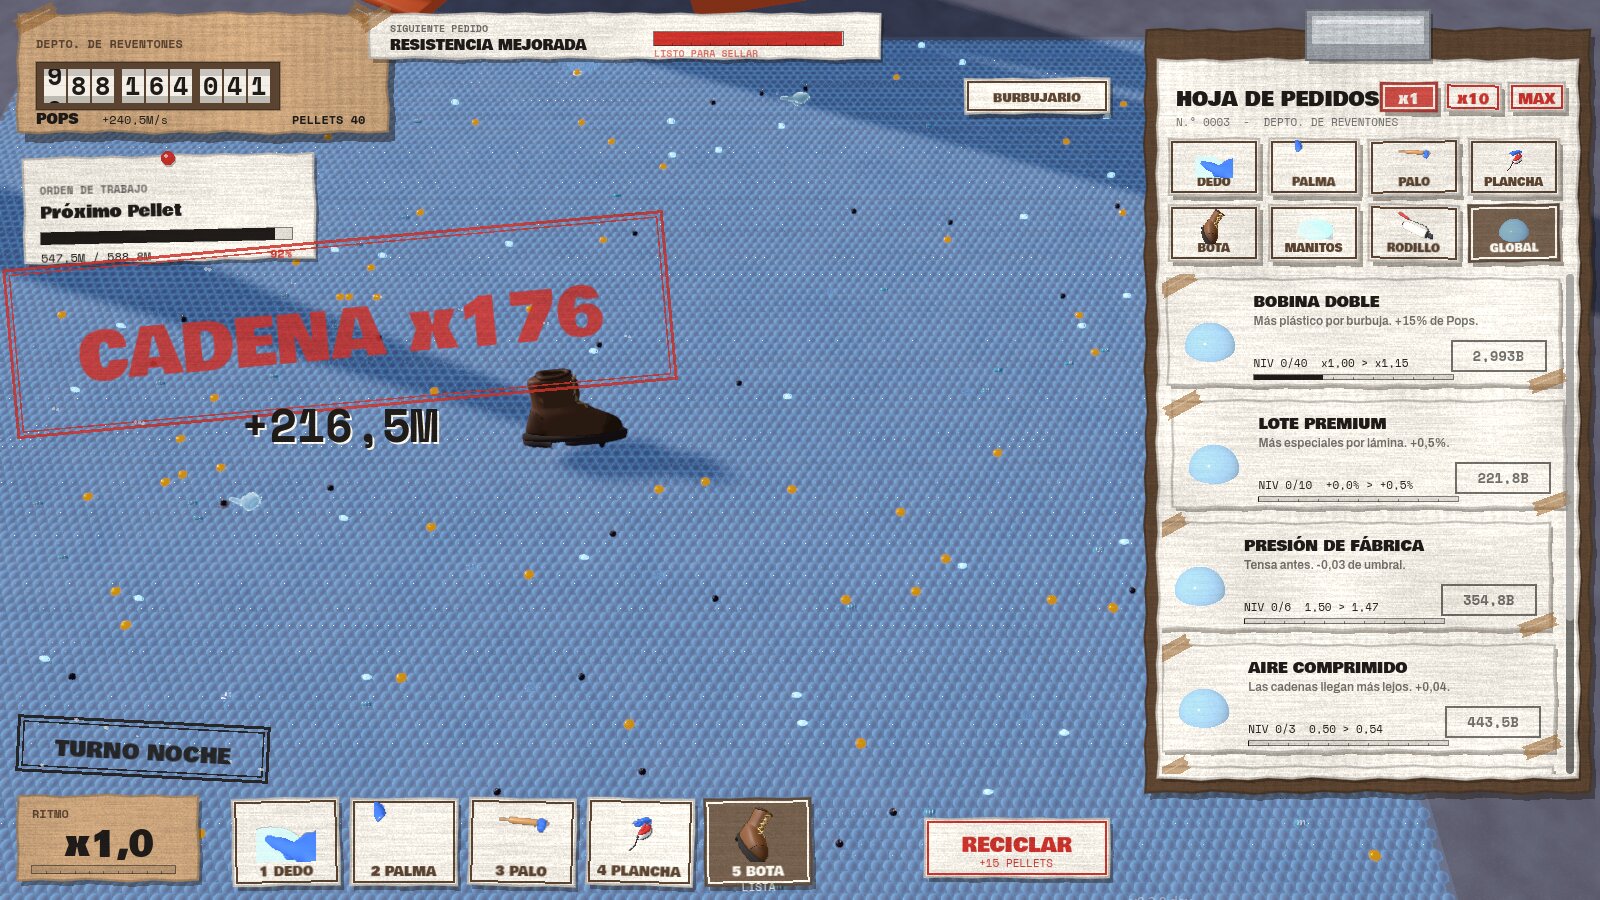 DEPTO. DE REVENTONES
988 164 041
POPS +240,5M/s PELLETS 40
SIGUIENTE PEDIDO
RESISTENCIA MEJORADA
LISTO PARA SELLAR
BURBUJARIO
ORDEN DE TRABAJO
Próximo Pellet
547,5M / 588,8M 92%
CADENA x176
+216,5M
TURNO NOCHE
RITMO
x1,0
1 DEDO
2 PALMA
3 PALO
4 PLANCHA
5 BOTA
LISTA
RECICLAR
+15 PELLETS
HOJA DE PEDIDOS x1 x10 MAX
N.° 0003 - DEPTO. DE REVENTONES
DEDO PALMA PALO PLANCHA
BOTA MANITOS RODILLO GLOBAL
BOBINA DOBLE
Más plástico por burbuja. +15% de Pops.
NIV 0/40 x1,00 > x1,15 2,993B
LOTE PREMIUM
Más especiales por lámina. +0,5%.
NIV 0/10 +0,0% > +0,5% 221,8B
PRESIÓN DE FÁBRICA
Tensa antes. -0,03 de umbral.
NIV 0/6 1,50 > 1,47 354,8B
AIRE COMPRIMIDO
Las cadenas llegan más lejos. +0,04.
NIV 0/3 0,50 > 0,54 443,5B